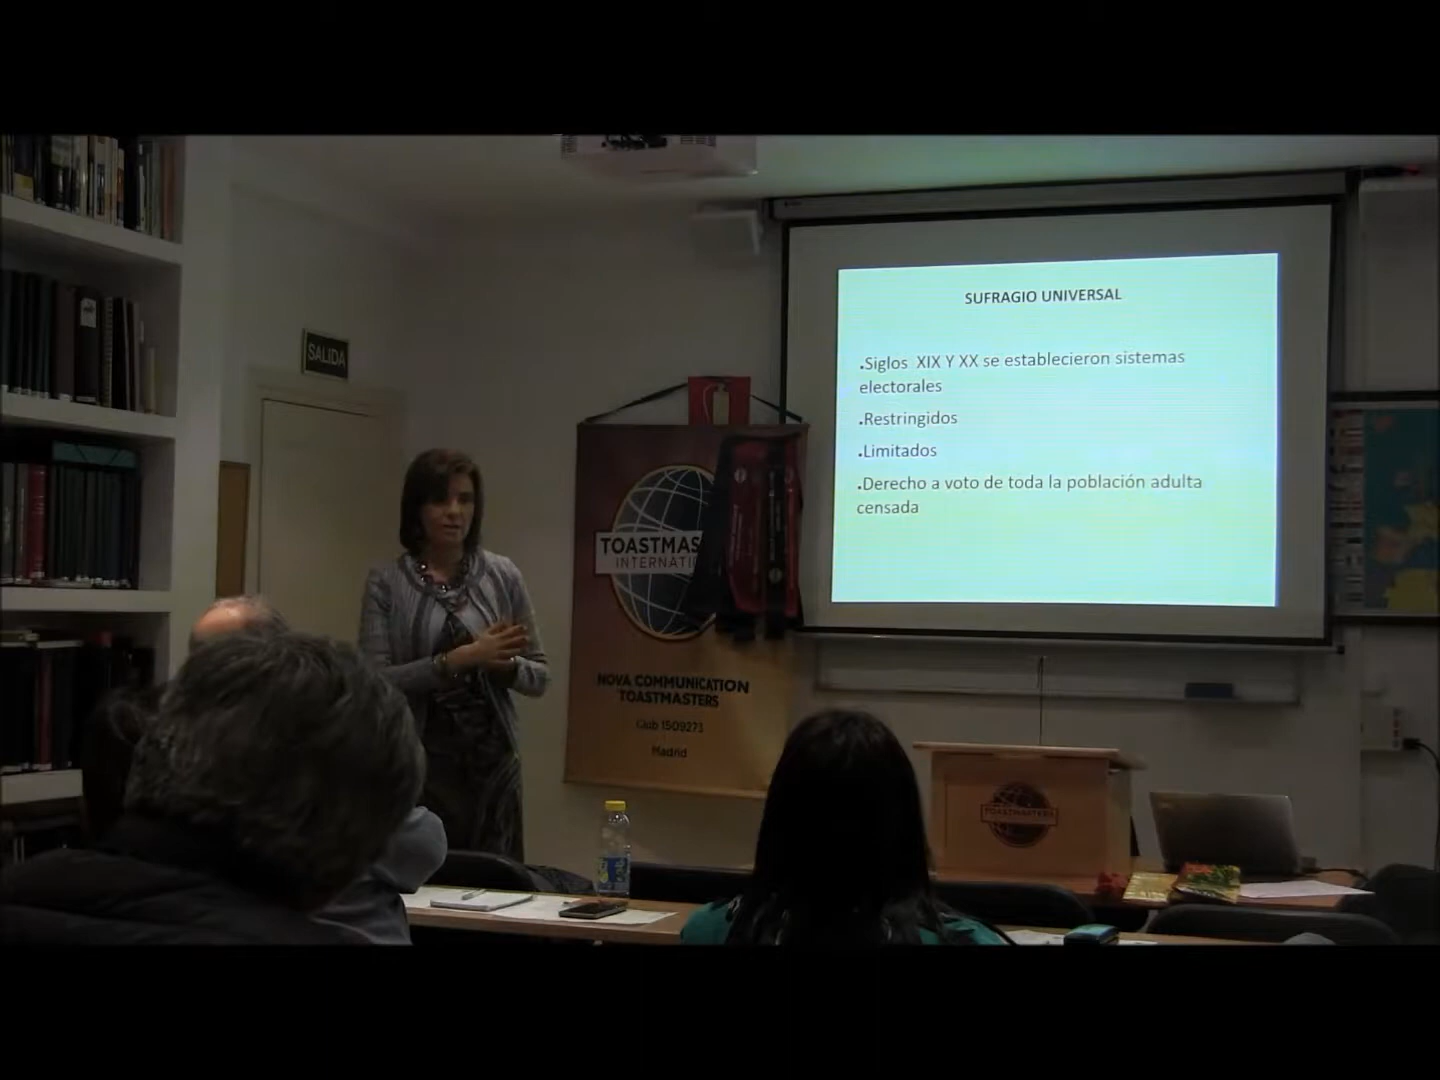 SUFRAGIO UNIVERSAL
.Siglos XIX Y XX se establecieron sistemas
electorales
.Restringidos
.Limitados
.Derecho a voto de toda la población adulta
censada
SALIDA
TOASTMAS
INTERNATI
NOVA COMMUNICATION
TOASTMASTERS
Club 1509273
Madrid
TOASTMASTERS